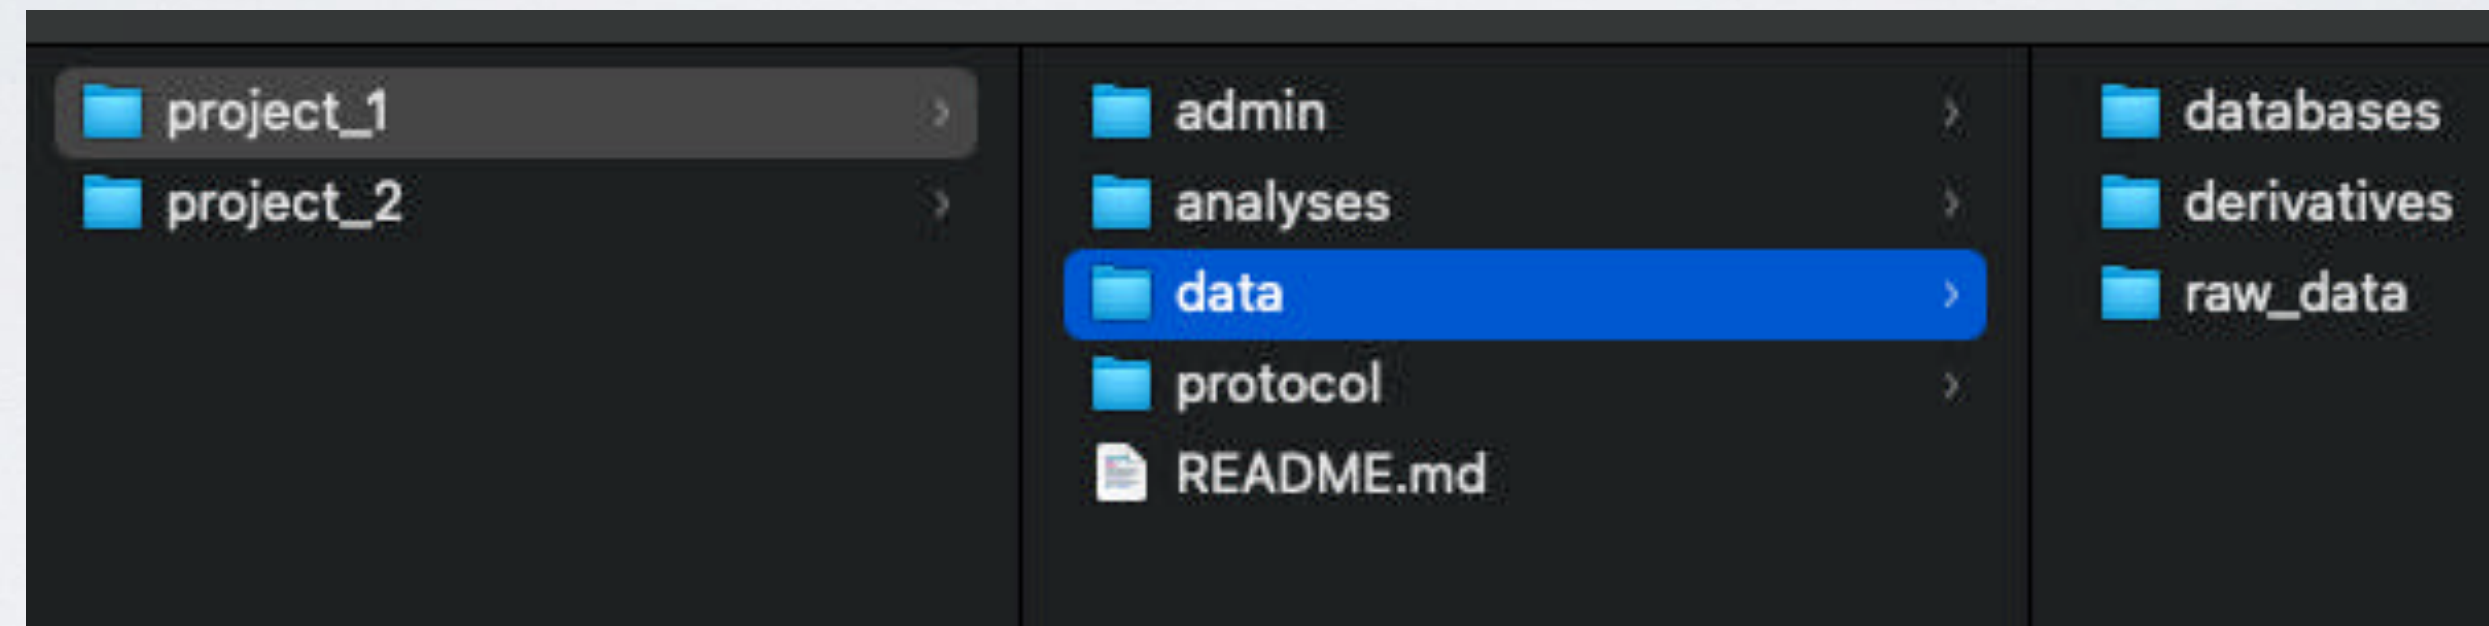 project_1
project_2
admin
analyses
data
protocol
README.md
databases
derivatives
raw_data